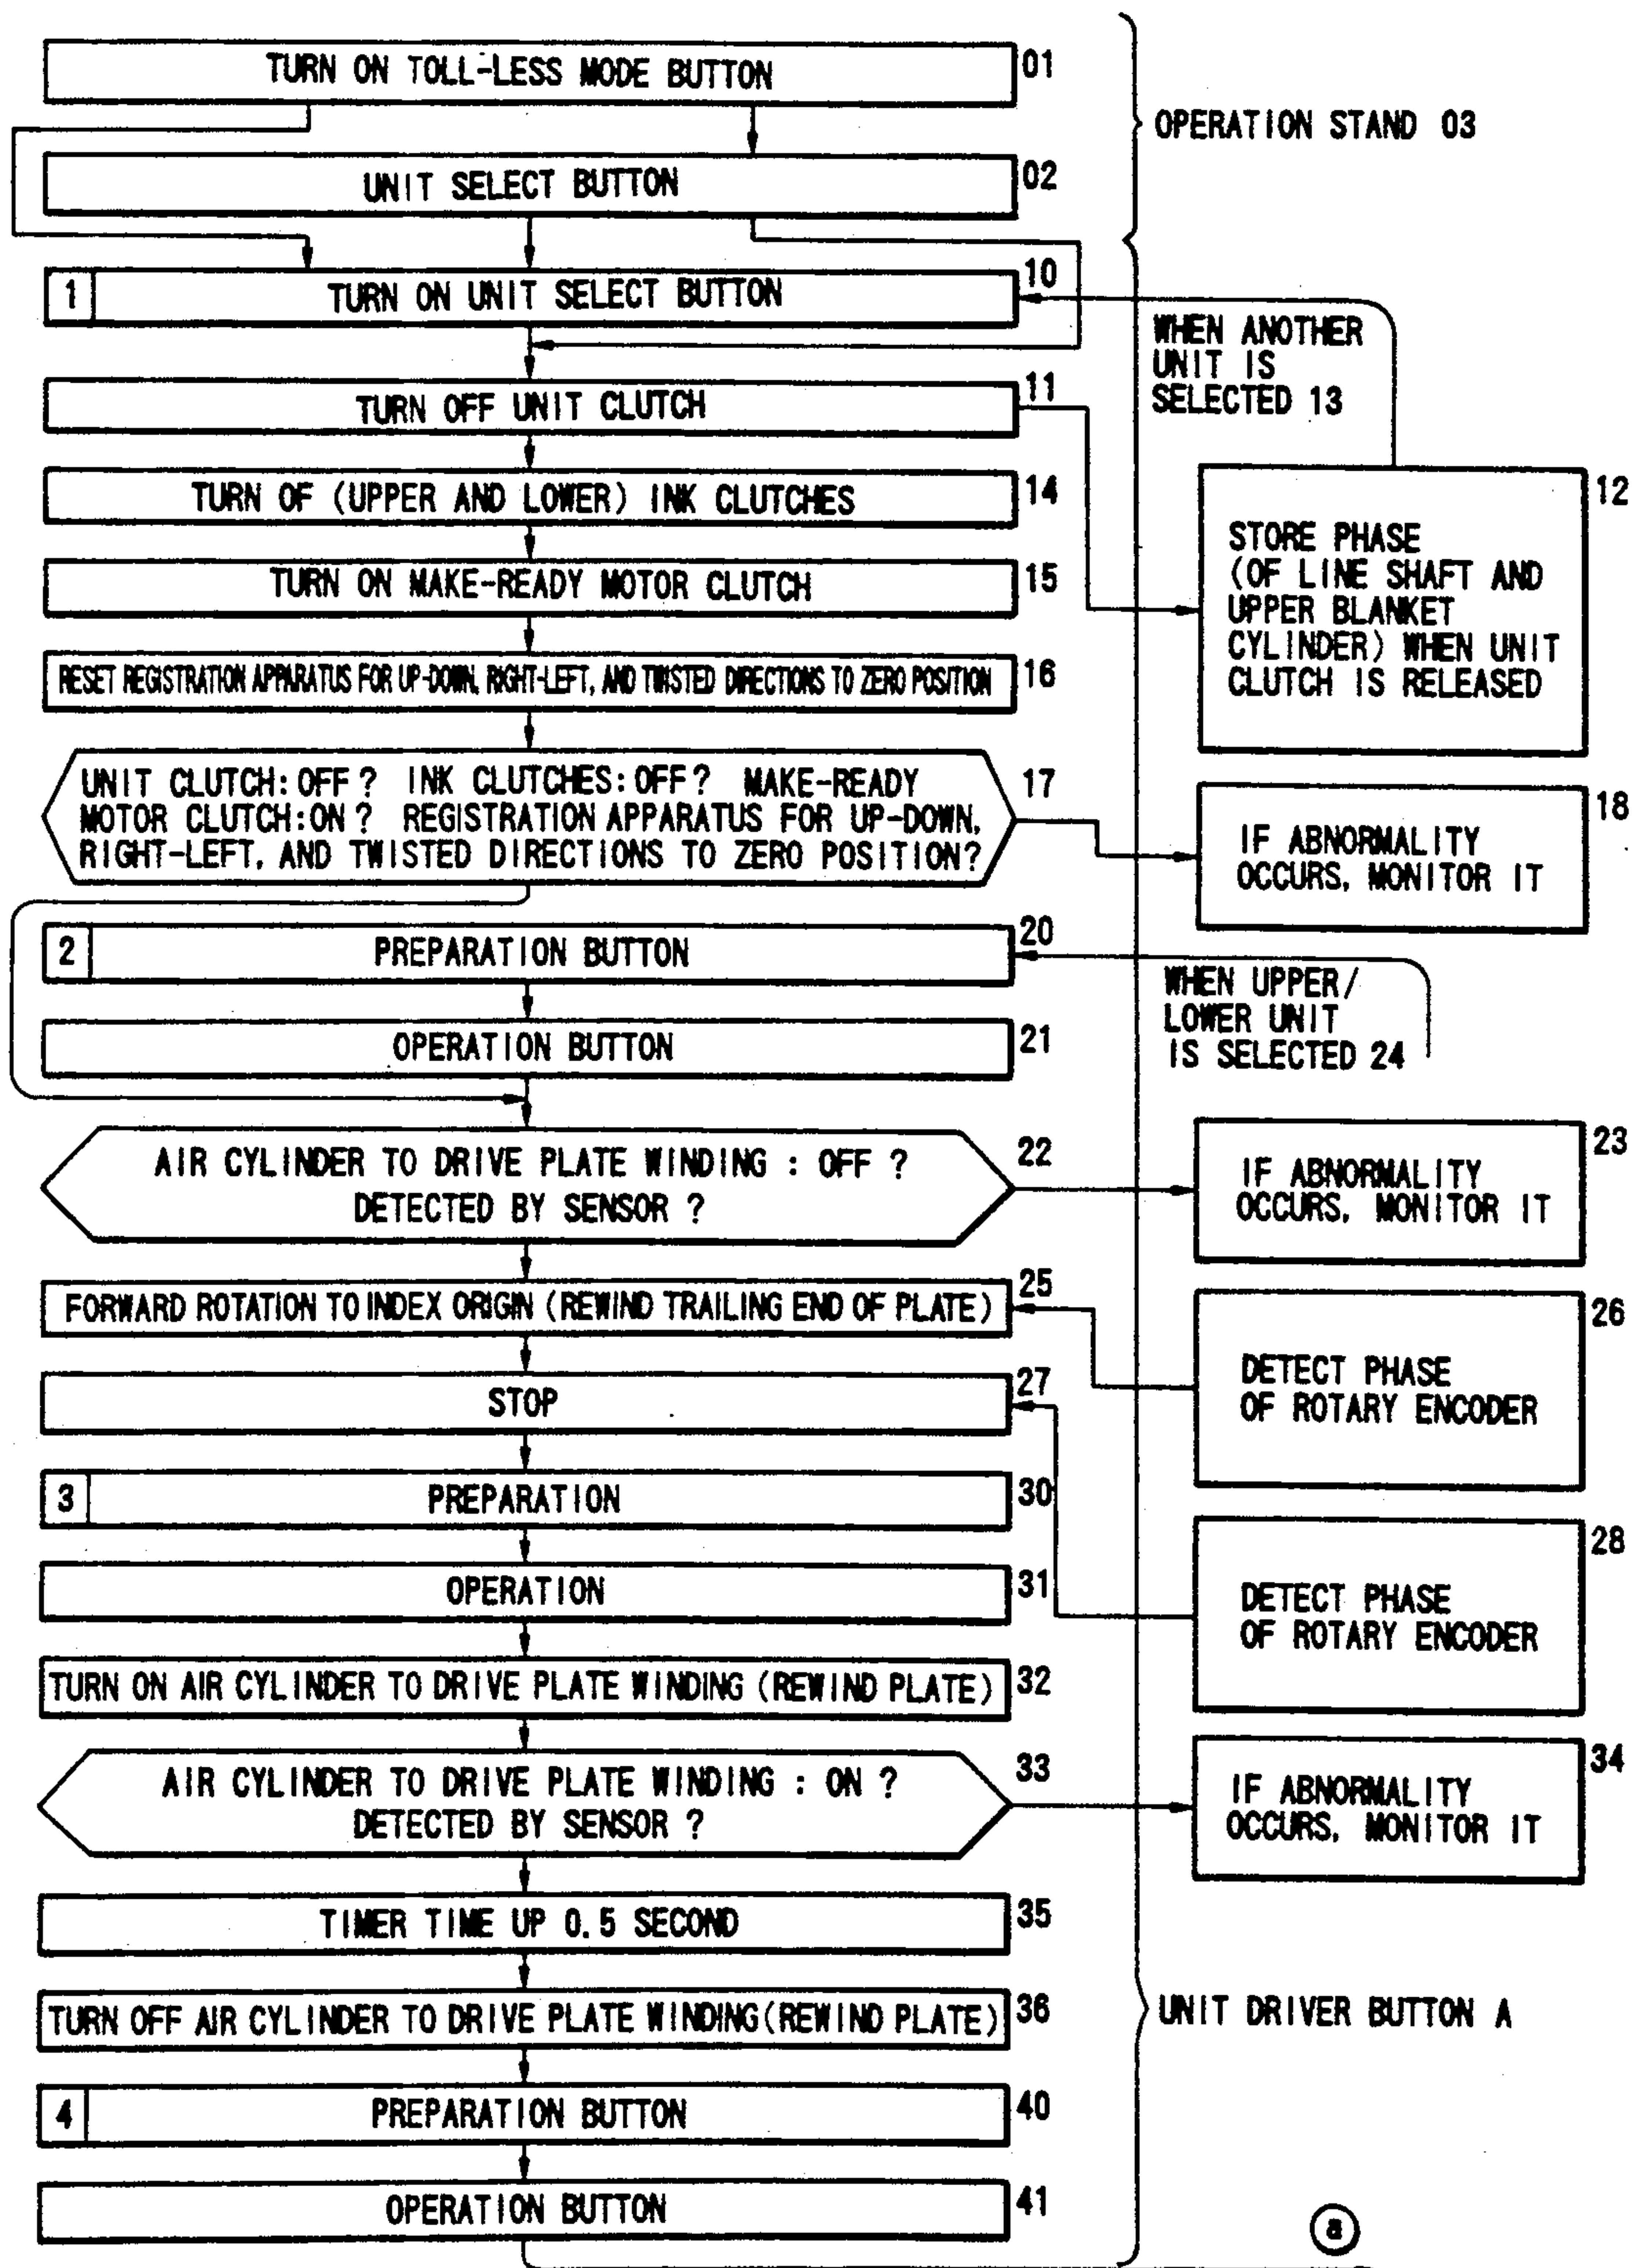 TURN ON TOLL-LESS MODE BUTTON
01
OPERATION STAND 03
UNIT SELECT BUTTON
02
1
TURN ON UNIT SELECT BUTTON
10
WHEN ANOTHER
UNIT IS
SELECTED 13
TURN OFF UNIT CLUTCH
11
TURN OF (UPPER AND LOWER) INK CLUTCHES
14
12
STORE PHASE
(OF LINE SHAFT AND
UPPER BLANKET
CYLINDER) WHEN UNIT
CLUTCH IS RELEASED
TURN ON MAKE-READY MOTOR CLUTCH
15
RESET REGISTRATION APPARATUS FOR UP-DOWN, RIGHT-LEFT, AND TWISTED DIRECTIONS TO ZERO POSITION
16
UNIT CLUTCH:OFF? INK CLUTCHES:OFF? MAKE-READY
MOTOR CLUTCH:ON? REGISTRATION APPARATUS FOR UP-DOWN,
RIGHT-LEFT, AND TWISTED DIRECTIONS TO ZERO POSITION?
17
18
IF ABNORMALITY
OCCURS, MONITOR IT
2
PREPARATION BUTTON
20
WHEN UPPER/
LOWER UNIT
IS SELECTED 24
OPERATION BUTTON
21
AIR CYLINDER TO DRIVE PLATE WINDING : OFF ?
DETECTED BY SENSOR ?
22
23
IF ABNORMALITY
OCCURS, MONITOR IT
FORWARD ROTATION TO INDEX ORIGIN (REWIND TRAILING END OF PLATE)
25
26
DETECT PHASE
OF ROTARY ENCODER
STOP
27
3
PREPARATION
30
28
DETECT PHASE
OF ROTARY ENCODER
OPERATION
31
TURN ON AIR CYLINDER TO DRIVE PLATE WINDING (REWIND PLATE)
32
AIR CYLINDER TO DRIVE PLATE WINDING : ON ?
DETECTED BY SENSOR ?
33
34
IF ABNORMALITY
OCCURS, MONITOR IT
TIMER TIME UP 0.5 SECOND
35
TURN OFF AIR CYLINDER TO DRIVE PLATE WINDING(REWIND PLATE)
36
UNIT DRIVER BUTTON A
4
PREPARATION BUTTON
40
OPERATION BUTTON
41
a